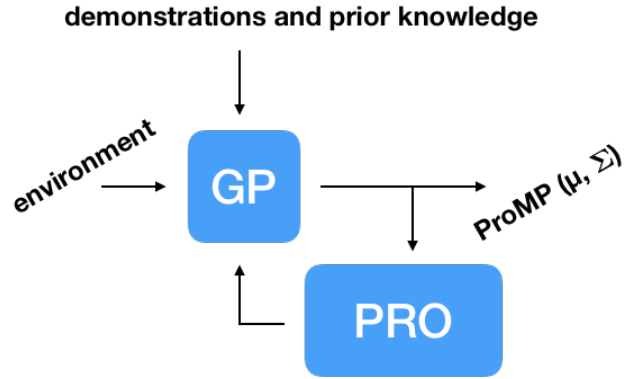 demonstrations and prior knowledge
environment
GP
ProMP (μ, Σ)
PRO